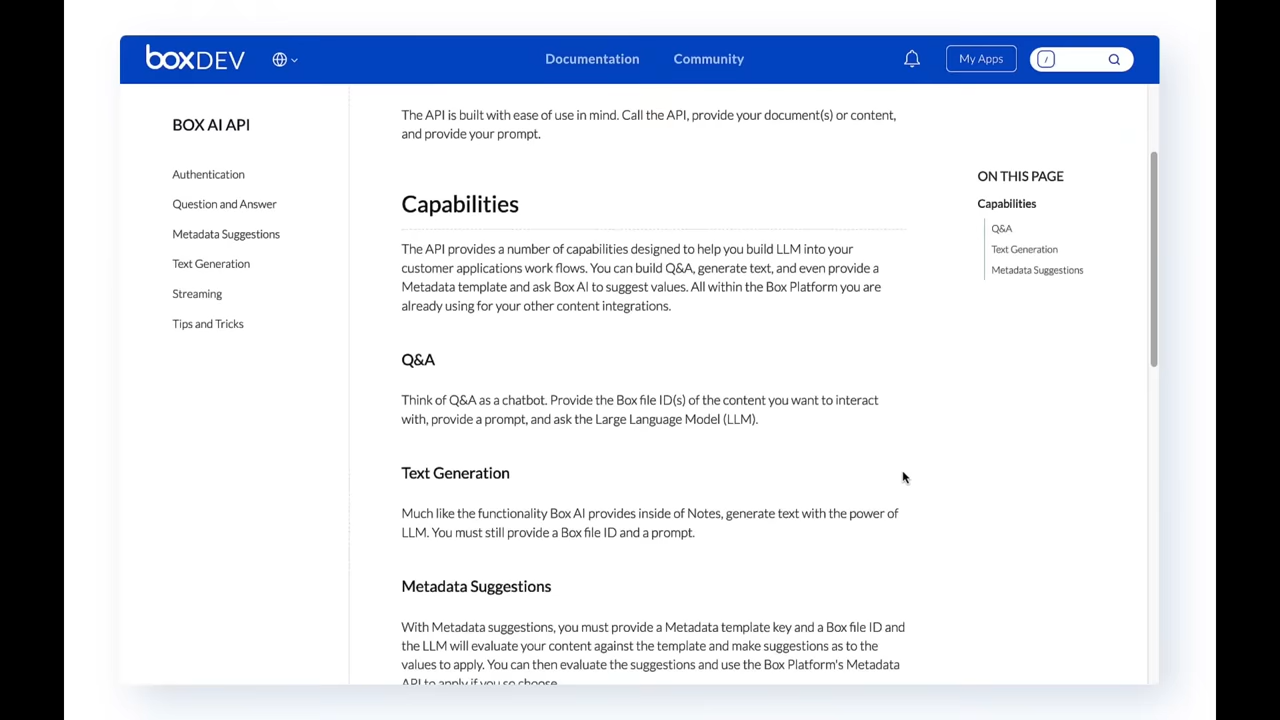 boxDEV
Documentation
Community
My Apps
/
BOX AI API
Authentication
Question and Answer
Metadata Suggestions
Text Generation
Streaming
Tips and Tricks
The API is built with ease of use in mind. Call the API, provide your document(s) or content,
and provide your prompt.
Capabilities
The API provides a number of capabilities designed to help you build LLM into your
customer applications work flows. You can build Q&A, generate text, and even provide a
Metadata template and ask Box AI to suggest values. All within the Box Platform you are
already using for your other content integrations.
Q&A
Think of Q&A as a chatbot. Provide the Box file ID(s) of the content you want to interact
with, provide a prompt, and ask the Large Language Model (LLM).
Text Generation
Much like the functionality Box AI provides inside of Notes, generate text with the power of
LLM. You must still provide a Box file ID and a prompt.
Metadata Suggestions
With Metadata suggestions, you must provide a Metadata template key and a Box file ID and
the LLM will evaluate your content against the template and make suggestions as to the
values to apply. You can then evaluate the suggestions and use the Box Platform's Metadata
API to apply if you so choose.
ON THIS PAGE
Capabilities
Q&A
Text Generation
Metadata Suggestions